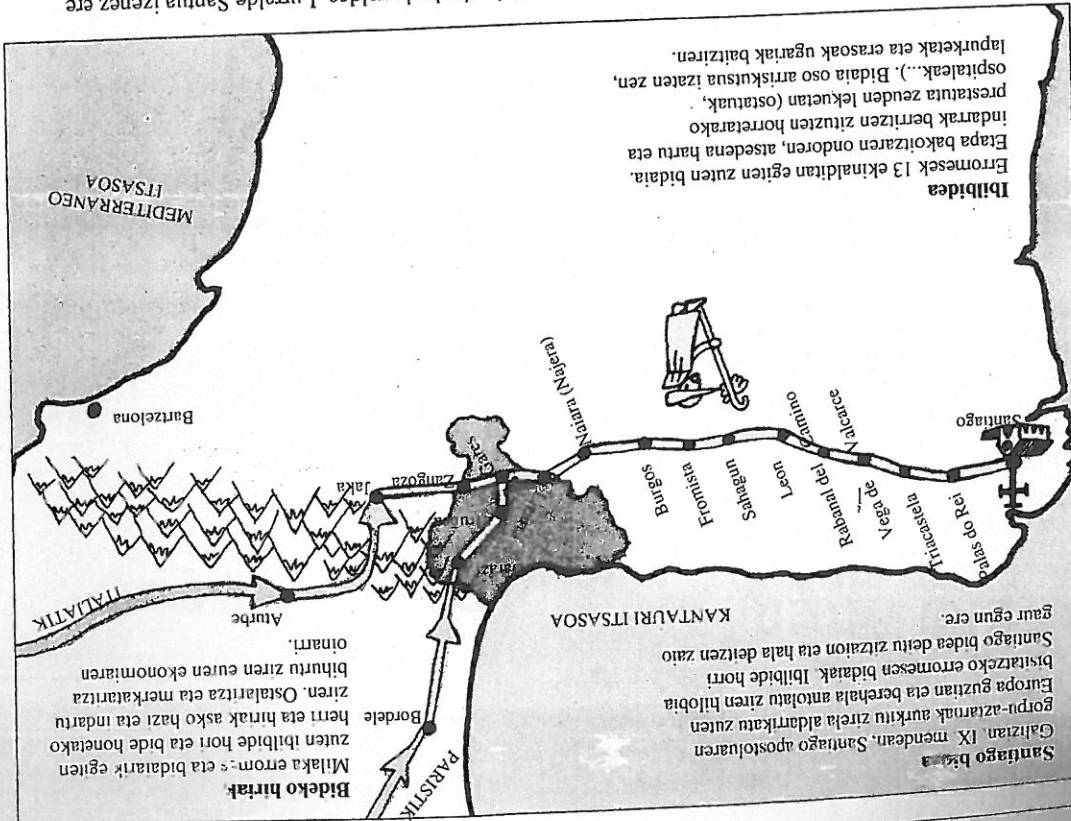 Santiago bidea
Galizian IX. mendean, Santiago apostoluaren
gorpu-aztarnak aurkitu zirela aldarrikatu zuten
Europa guztian eta berehala antolatu ziren hilobia
bisitatzeko erromesen bidaiak. Ibilbide horri
Santiago bidea deitu zitzaion eta hala deitzen zaio
gaur egun ere.
KANTAURI ITSASOA
PARISTIK
Bordele
Bideko hiriak
Milaka erromes eta bidaiarik egiten
zuten ibilbide hori eta bide honetako
herri eta hiriak asko hazi eta indartu
ziren. Ostalaritza eta merkataritza
bihurtu ziren euren ekonomiaren
oinarri.
Aturbe
ITALIATIK
Santiago
Palas do Rei
Triacastela
Vega de
Valcarce
Rabanal del
Camino
Leon
Sahagun
Fromista
Burgos
Naiara (Najera)
Zangoza
Jaka
Bartzelona
MEDITERRANEO
ITSASOA
Ibilbidea
Erromesek 13 ekinalditan egiten zuten bidaia.
Etapa bakoitzaren ondoren, atsedena hartu eta
indarrak berritzen zituzten horretarako
prestatuta zeuden lekuetan (ostatuak,
ospitaleak...). Bidaia oso arriskutsua izaten zen,
lapurketak eta erasoak ugariak baitziren.
Lurralde Santua izenez ere